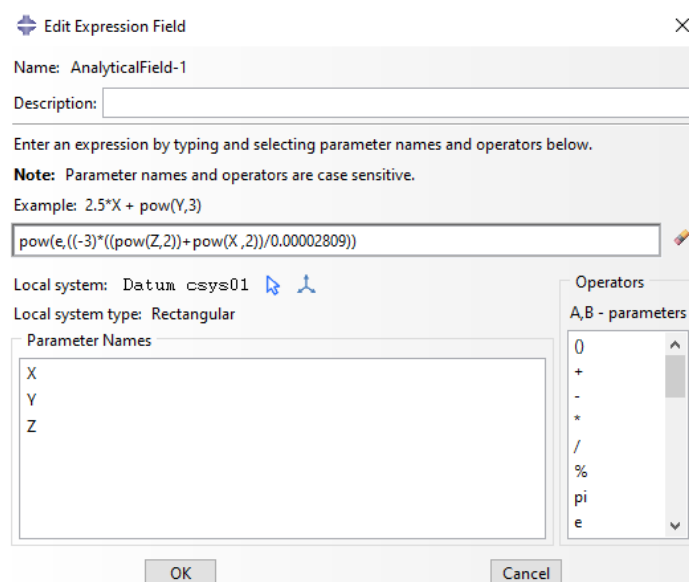 Edit Expression Field
Name: AnalyticalField-1
Description:
Enter an expression by typing and selecting parameter names and operators below.
Note: Parameter names and operators are case sensitive.
Example: 2.5*X + pow(Y,3)
pow(e,((-3)*((pow(Z,2))+pow(X ,2))/0.00002809))
Local system: Datum csys01
Local system type: Rectangular
Parameter Names
X
Y
Z
Operators
A,B - parameters
()
+
-
*
/
%
pi
e
OK
Cancel